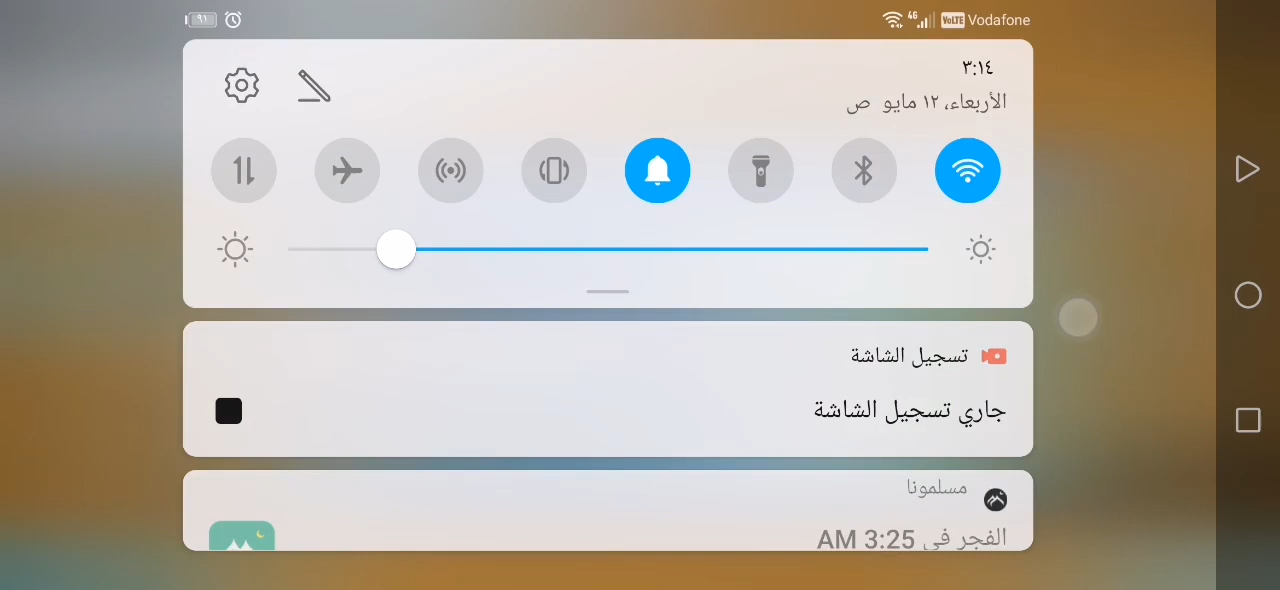 ٩١ 4G VoLTE Vodafone
٣:١٤
الأربعاء، ١٢ مايو ص
تسجيل الشاشة
جاري تسجيل الشاشة
مسلمونا
الفجر في 3:25 AM